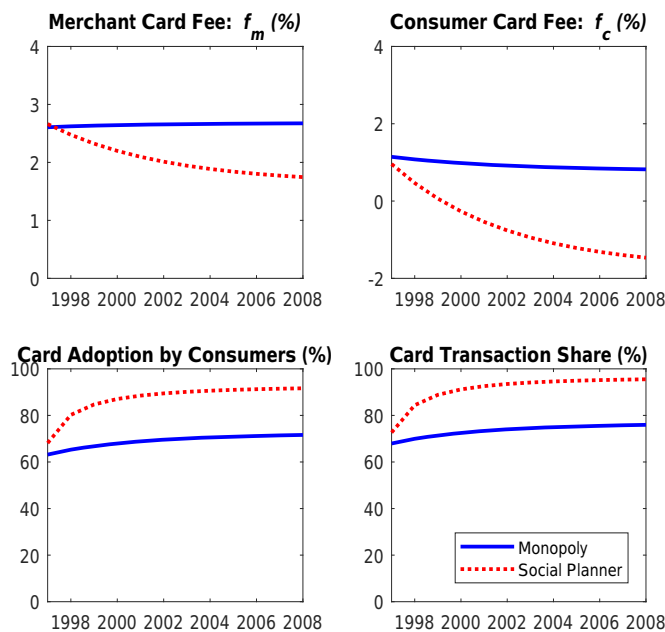 Merchant Card Fee: f_m (%)
4
3
2
1
0
1998 2000 2002 2004 2006 2008
Consumer Card Fee: f_c (%)
4
2
0
-2
1998 2000 2002 2004 2006 2008
Card Adoption by Consumers (%)
100
80
60
40
20
0
1998 2000 2002 2004 2006 2008
Card Transaction Share (%)
100
80
60
40
20
0
Monopoly
Social Planner
1998 2000 2002 2004 2006 2008